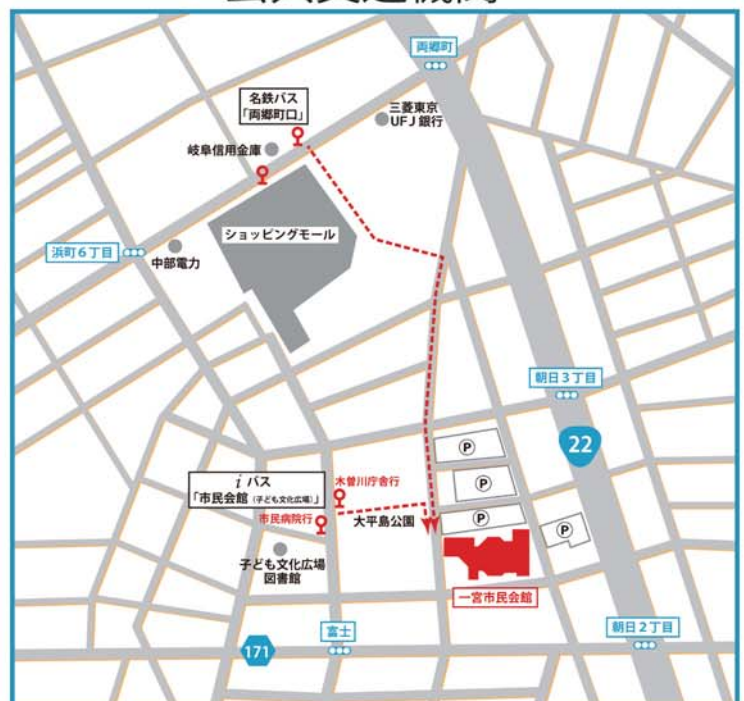 両郷町
名鉄バス
「両郷町口」
三菱東京
UFJ銀行
岐阜信用金庫
ショッピングモール
浜町6丁目
中部電力
朝日3丁目
22
P
P
P
P
i バス
「市民会館（子ども文化広場）」
木曽川庁舎行
市民病院行
大平島公園
子ども文化広場
図書館
一宮市民会館
171
富士
朝日2丁目